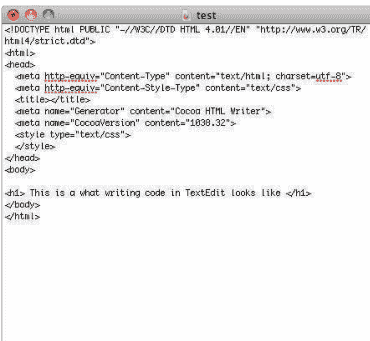 test
<!DOCTYPE html PUBLIC "-//W3C//DTD HTML 4.01//EN" "http://www.w3.org/TR/
html4/strict.dtd">
<html>
<head>
<meta http-equiv="Content-Type" content="text/html; charset=utf-8">
<meta http-equiv="Content-Style-Type" content="text/css">
<title></title>
<meta name="Generator" content="Cocoa HTML Writer">
<meta name="CocoaVersion" content="1038.32">
<style type="text/css">
</style>
</head>
<body>
<h1> This is a what writing code in TextEdit looks like </h1>
</body>
</html>